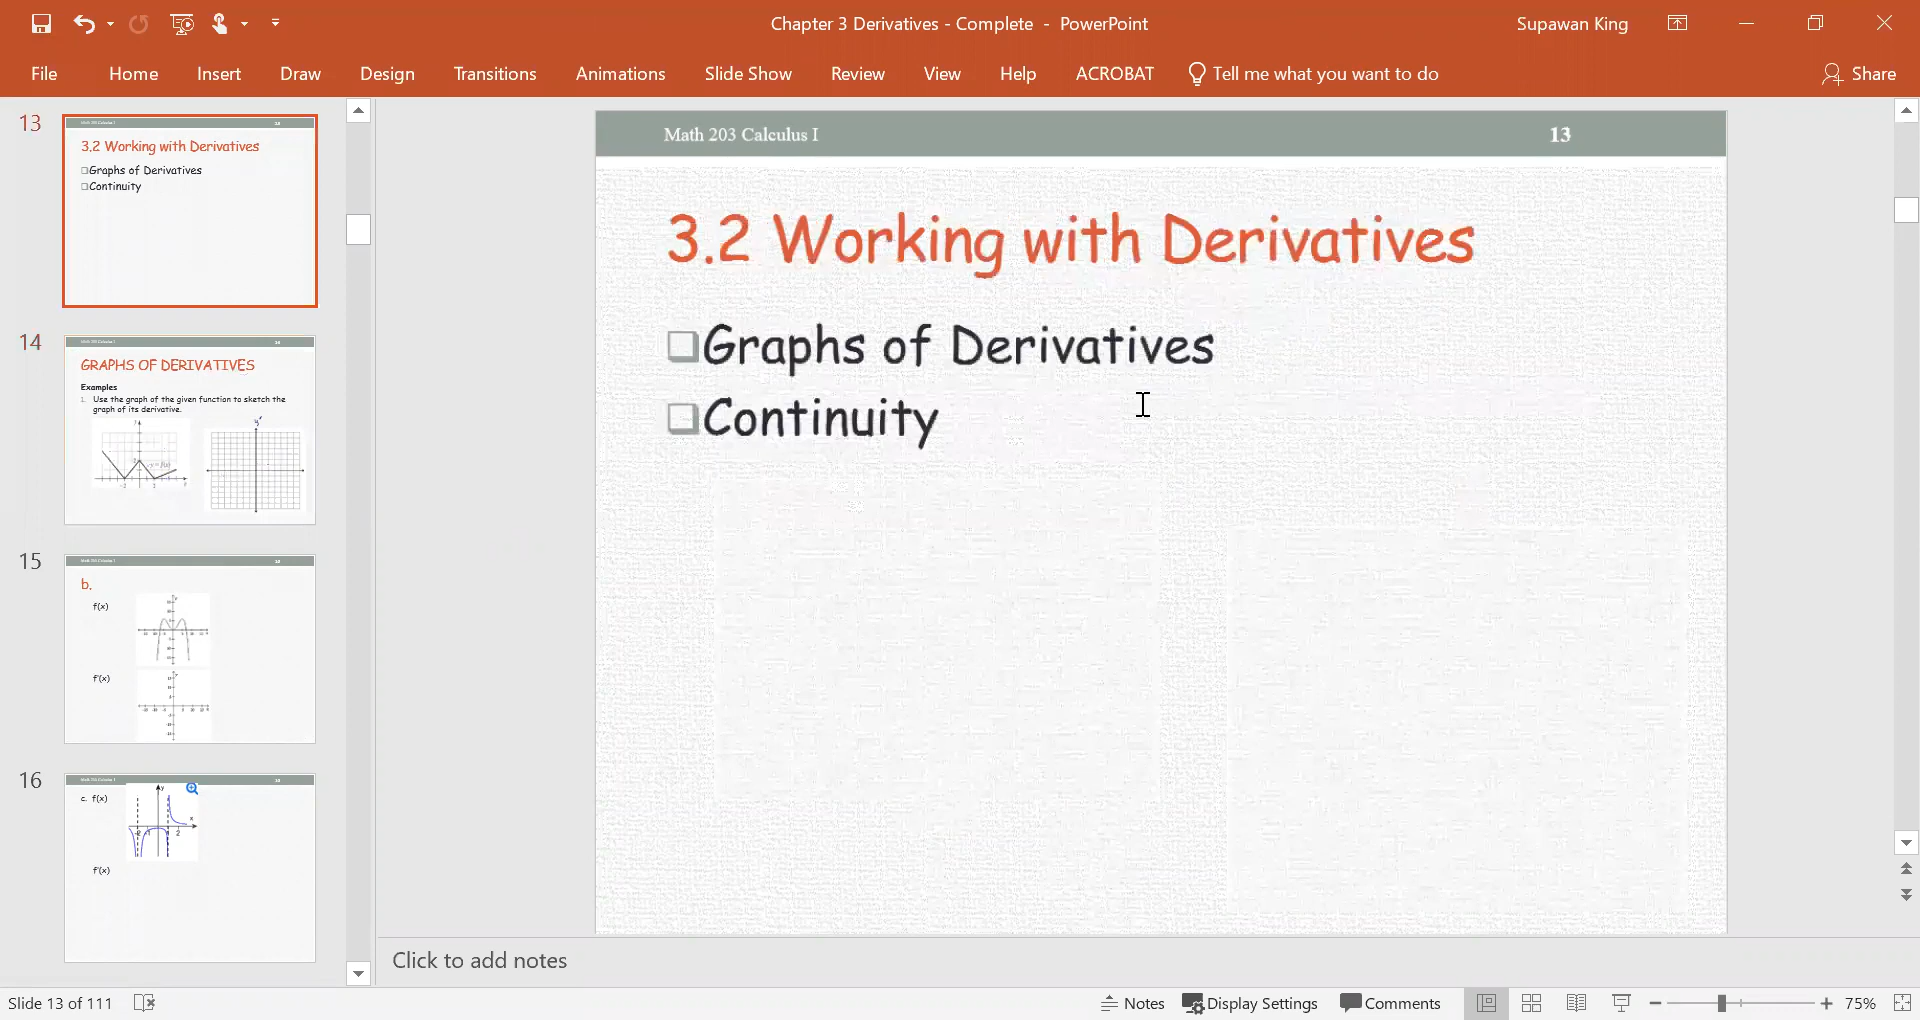 Chapter 3 Derivatives - Complete - PowerPoint
Supawan King
File Home Insert Draw Design Transitions Animations Slide Show Review View Help ACROBAT Tell me what you want to do Share
13
Math 203 Calculus I 13
3.2 Working with Derivatives
Graphs of Derivatives
Continuity
14
GRAPHS OF DERIVATIVES
Examples
1. Use the graph of the given function to sketch the
graph of its derivative.
15
b.
f(x)
f'(x)
16
c. f(x)
f'(x)
Math 203 Calculus I 13
3.2 Working with Derivatives
Graphs of Derivatives
Continuity
Click to add notes
Slide 13 of 111 Notes Display Settings Comments 75%